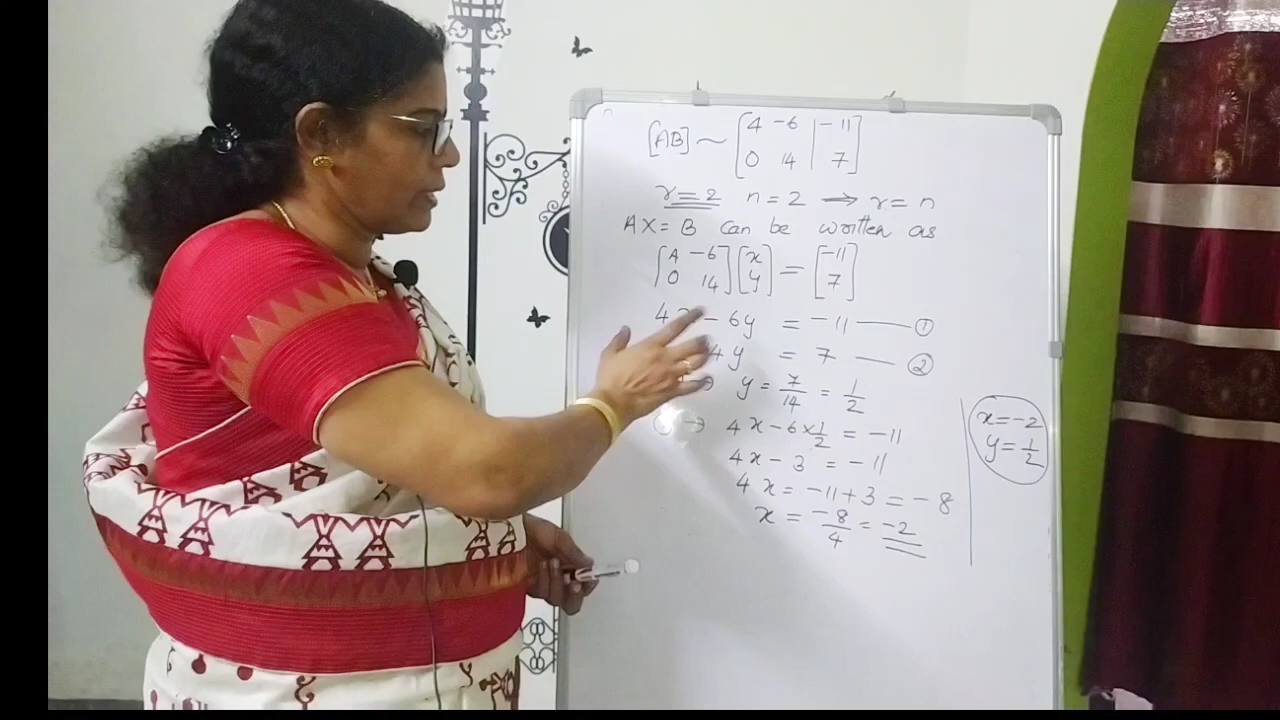 [AB] ~ [4 -6 | -11
0 14 | 7]
r = 2 n = 2 → r = n
AX = B can be written as
[4 -6
0 14] [x
y] = [-11
7]
4 - 6y = -11 —— ①
4y = 7 —— ②
y = 7/14 = 1/2
→ 4x - 6 × 1/2 = -11
4x - 3 = -11
4x = -11 + 3 = -8
x = -8/4 = -2
x = -2
y = 1/2